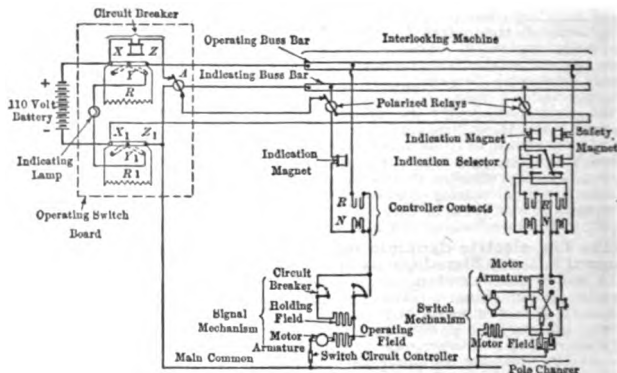 Circuit Breaker
X Z
Y
R
A
+
110 Volt
Battery
-
X1 Z1
Y1
R1
Indicating
Lamp
Operating Switch
Board
Operating Buss Bar
Indicating Buss Bar
Interlocking Machine
Polarized Relays
Indication Magnet
Safety
Magnet
Indication Selector
Indication
Magnet
R
N
Controller Contacts
R R
N N
Circuit
Breaker
Signal
Mechanism
Holding
Field
Motor
Armature
Operating
Field
Switch Circuit Controller
Main Common
Motor
Armature
Switch
Mechanism
Motor Field
Pole Changer